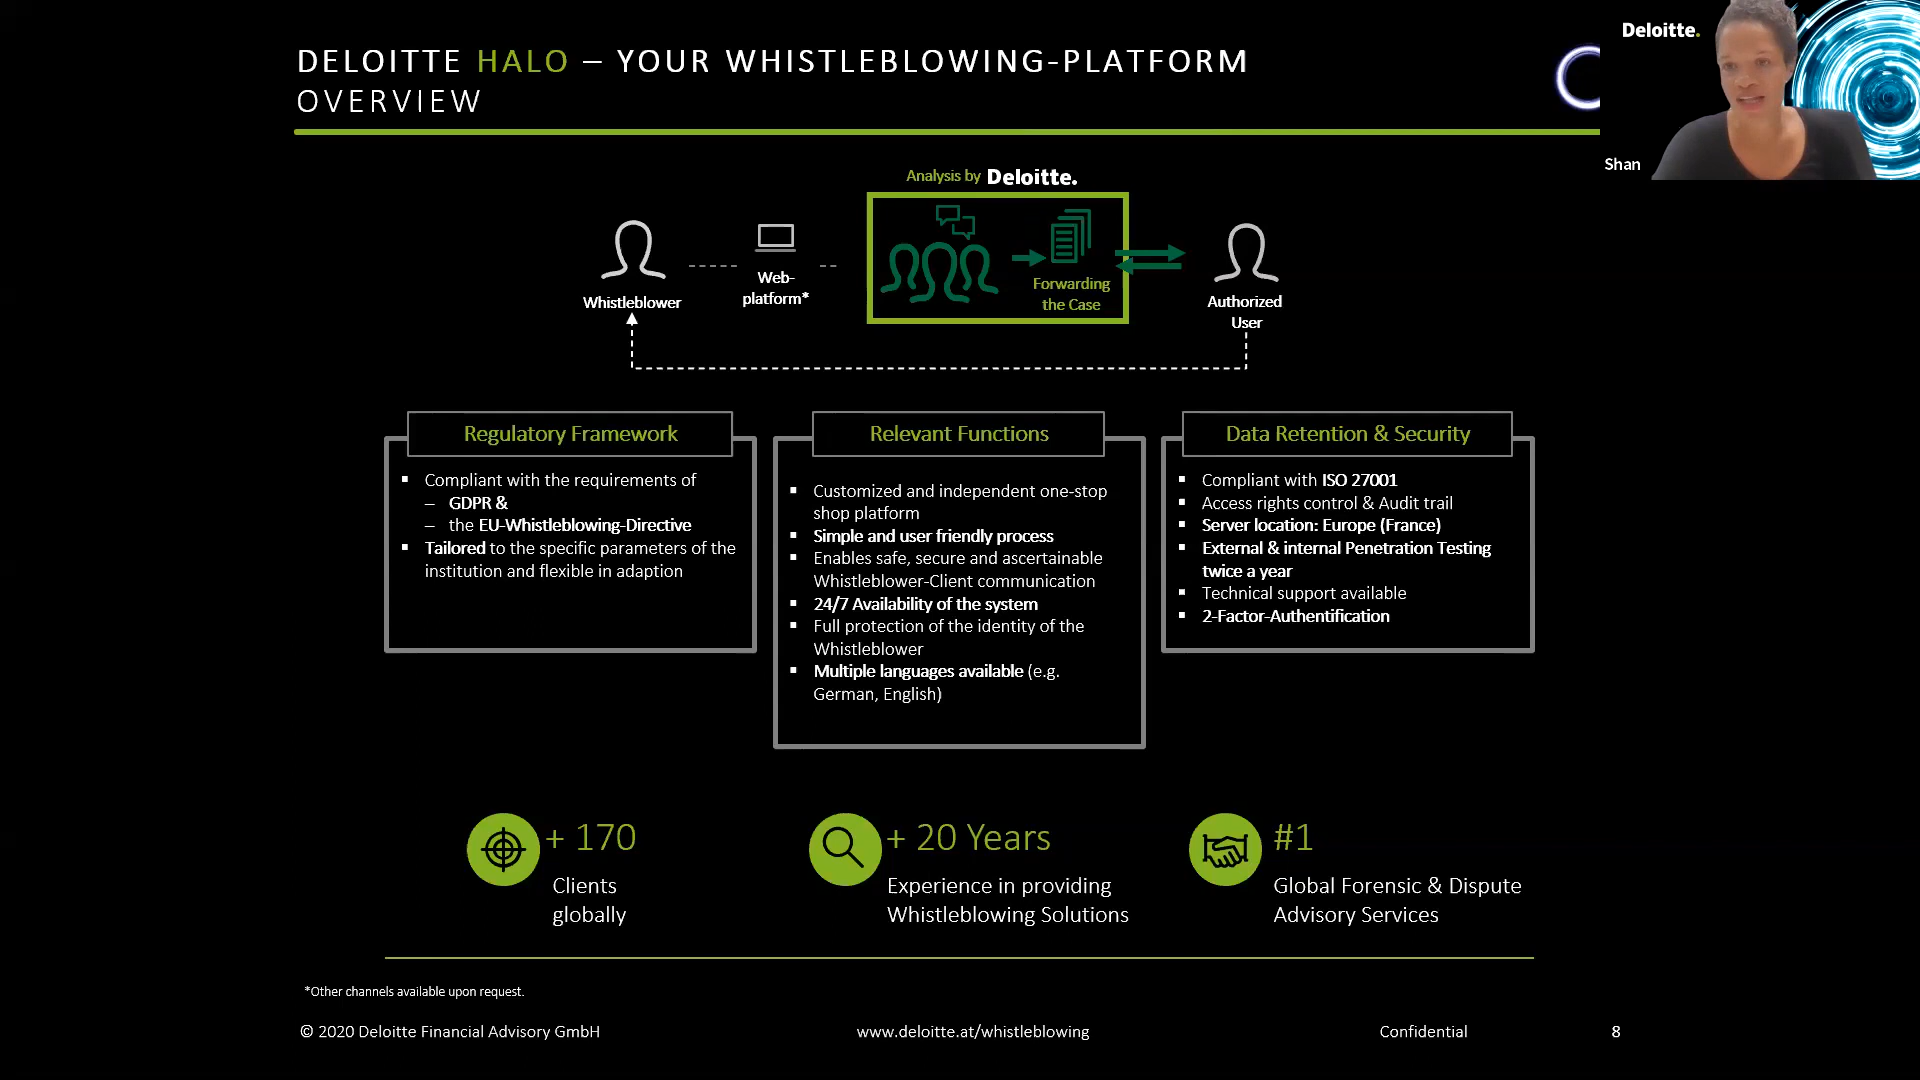 DELOITTE HALO – YOUR WHISTLEBLOWING-PLATFORM
OVERVIEW
Deloitte.
Shan
Analysis by Deloitte.
Whistleblower
Web-
platform*
Forwarding
the Case
Authorized
User
Regulatory Framework
▪ Compliant with the requirements of
– GDPR &
– the EU-Whistleblowing-Directive
▪ Tailored to the specific parameters of the
institution and flexible in adaption
Relevant Functions
▪ Customized and independent one-stop
shop platform
▪ Simple and user friendly process
▪ Enables safe, secure and ascertainable
Whistleblower-Client communication
▪ 24/7 Availability of the system
▪ Full protection of the identity of the
Whistleblower
▪ Multiple languages available (e.g.
German, English)
Data Retention & Security
▪ Compliant with ISO 27001
▪ Access rights control & Audit trail
▪ Server location: Europe (France)
▪ External & internal Penetration Testing
twice a year
▪ Technical support available
▪ 2-Factor-Authentification
+ 170
Clients
globally
+ 20 Years
Experience in providing
Whistleblowing Solutions
#1
Global Forensic & Dispute
Advisory Services
*Other channels available upon request.
© 2020 Deloitte Financial Advisory GmbH
www.deloitte.at/whistleblowing
Confidential
8